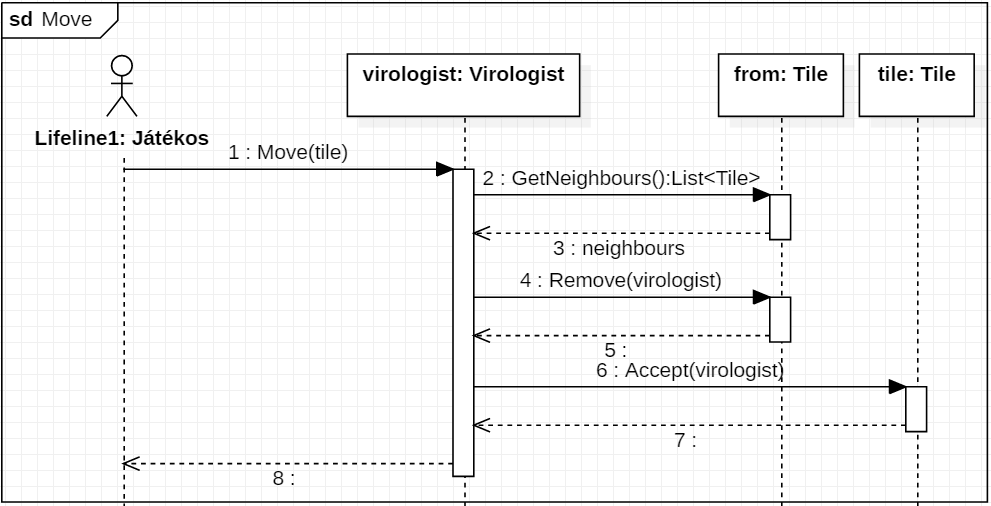 sd Move
virologist: Virologist
from: Tile
tile: Tile
Lifeline1: Játékos
1 : Move(tile)
2 : GetNeighbours():List<Tile>
3 : neighbours
4 : Remove(virologist)
5 :
6 : Accept(virologist)
7 :
8 :